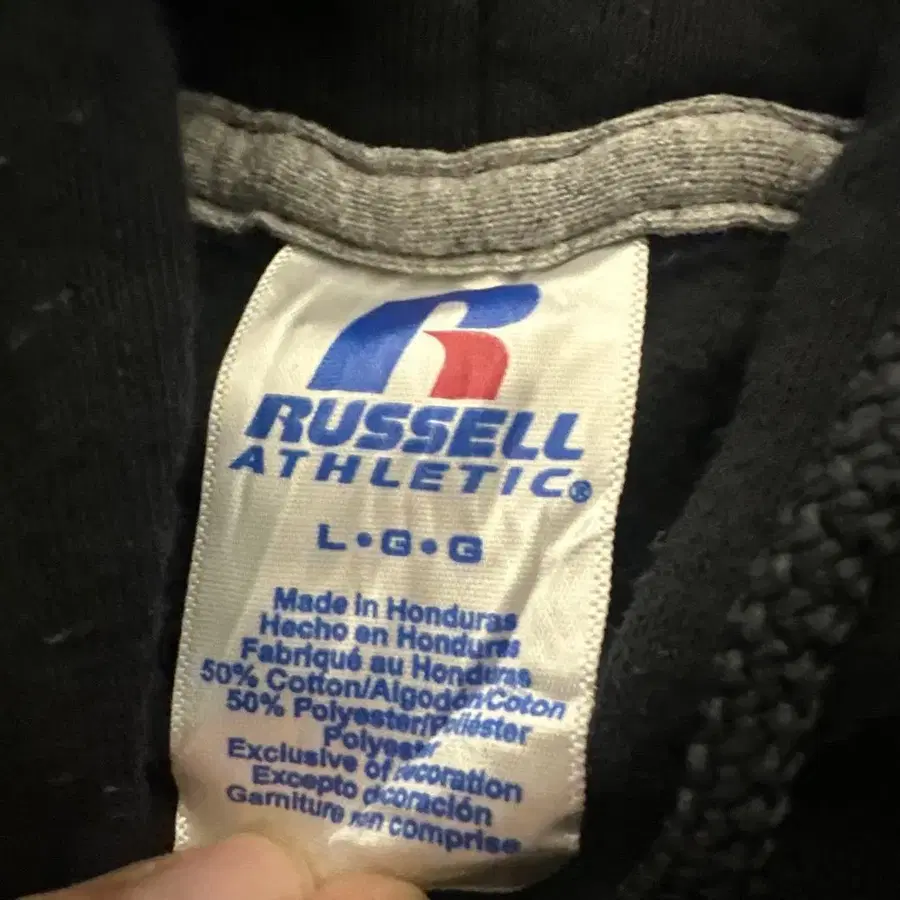 RUSSELL
ATHLETIC®
L•G•G
Made in Honduras
Hecho en Honduras
Fabriqué au Honduras
50% Cotton/Algodón/Coton
50% Polyester/Poliéster
Polyester
Exclusive of decoration
Excepto decoración
Garniture non comprise